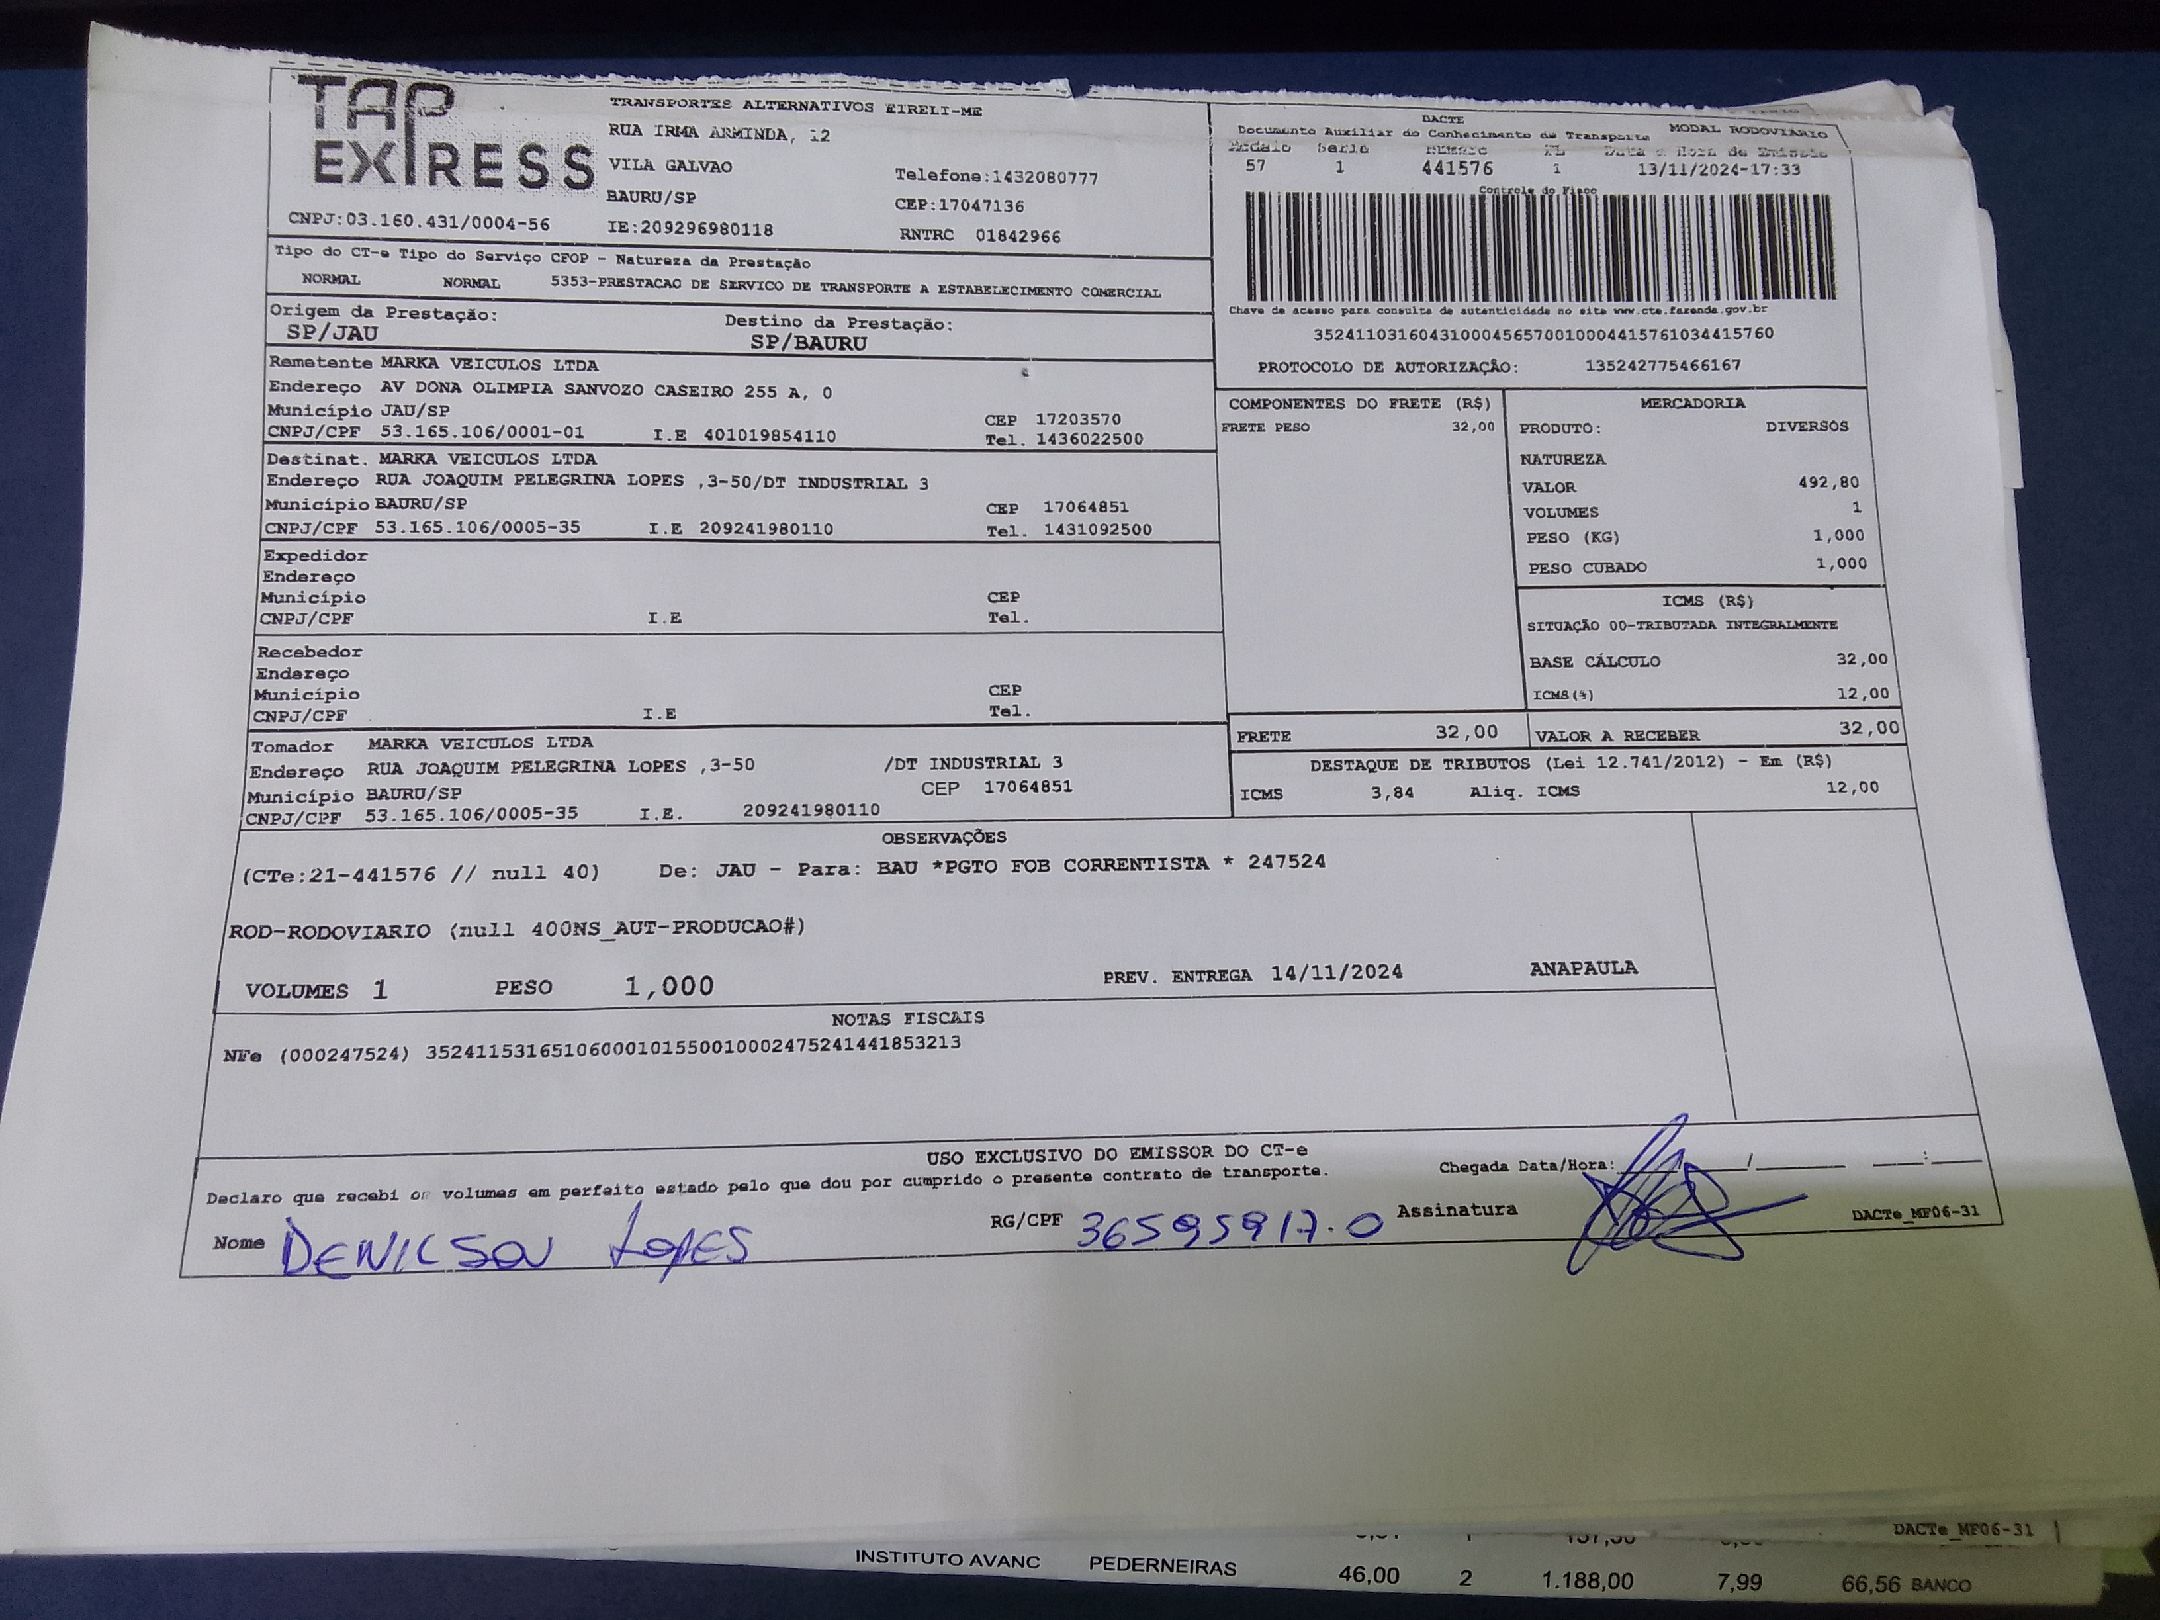 TAP EXPRESS
TRANSPORTES ALTERNATIVOS EIRELI-ME
RUA IRMA ARMINDA, 12
VILA GALVAO
Telefone:1432080777
BAURU/SP
CEP:17047136
CNPJ:03.160.431/0004-56
IE:209296980118
RNTRC 01842966
DACTE
Documento Auxiliar do Conhecimento de Transporte MODAL RODOVIÁRIO
Modelo Serie Número FL Data e Hora de Emissão
57 1 441576 1 13/11/2024-17:33
Controle do Fisco
Chave de acesso para consulta de autenticidade no site www.cte.fazenda.gov.br
35241103160431000456570010004415761034415760
PROTOCOLO DE AUTORIZAÇÃO: 135242775466167
Tipo do CT-e Tipo do Serviço CFOP - Natureza da Prestação
NORMAL NORMAL 5353-PRESTACAO DE SERVICO DE TRANSPORTE A ESTABELECIMENTO COMERCIAL
Origem da Prestação: Destino da Prestação:
SP/JAU SP/BAURU
Remetente MARKA VEICULOS LTDA
Endereço AV DONA OLIMPIA SANVOZO CASEIRO 255 A, 0
Município JAU/SP CEP 17203570
CNPJ/CPF 53.165.106/0001-01 I.E 401019854110 Tel. 1436022500
Destinat. MARKA VEICULOS LTDA
Endereço RUA JOAQUIM PELEGRINA LOPES ,3-50/DT INDUSTRIAL 3
Município BAURU/SP CEP 17064851
CNPJ/CPF 53.165.106/0005-35 I.E 209241980110 Tel. 1431092500
Expedidor
Endereço
Município CEP
CNPJ/CPF I.E Tel.
Recebedor
Endereço
Município CEP
CNPJ/CPF I.E Tel.
Tomador MARKA VEICULOS LTDA
Endereço RUA JOAQUIM PELEGRINA LOPES ,3-50 /DT INDUSTRIAL 3
Município BAURU/SP CEP 17064851
CNPJ/CPF 53.165.106/0005-35 I.E. 209241980110
COMPONENTES DO FRETE (R$)
FRETE PESO 32,00
MERCADORIA
PRODUTO: DIVERSOS
NATUREZA
VALOR 492,80
VOLUMES 1
PESO (KG) 1,000
PESO CUBADO 1,000
ICMS (R$)
SITUAÇÃO 00-TRIBUTADA INTEGRALMENTE
BASE CÁLCULO 32,00
ICMS(%) 12,00
FRETE 32,00 VALOR A RECEBER 32,00
DESTAQUE DE TRIBUTOS (Lei 12.741/2012) - Em (R$)
ICMS 3,84 Aliq. ICMS 12,00
OBSERVAÇÕES
(CTe:21-441576 // null 40) De: JAU - Para: BAU *PGTO FOB CORRENTISTA * 247524
ROD-RODOVIARIO (null 400NS_AUT-PRODUCAO#)
VOLUMES 1 PESO 1,000 PREV. ENTREGA 14/11/2024 ANAPAULA
NOTAS FISCAIS
NFe (000247524) 35241153165106000101550010002475241441853213
USO EXCLUSIVO DO EMISSOR DO CT-e
Declaro que recebi os volumes em perfeito estado pelo que dou por cumprido o presente contrato de transporte.
Chegada Data/Hora: / / :
Nome DENILSON LOPES RG/CPF 36595917.0 Assinatura
DACTe_MF06-31
DACTe_MF06-31
INSTITUTO AVANC PEDERNEIRAS 46,00 2 1.188,00 7,99 66,56 BANCO